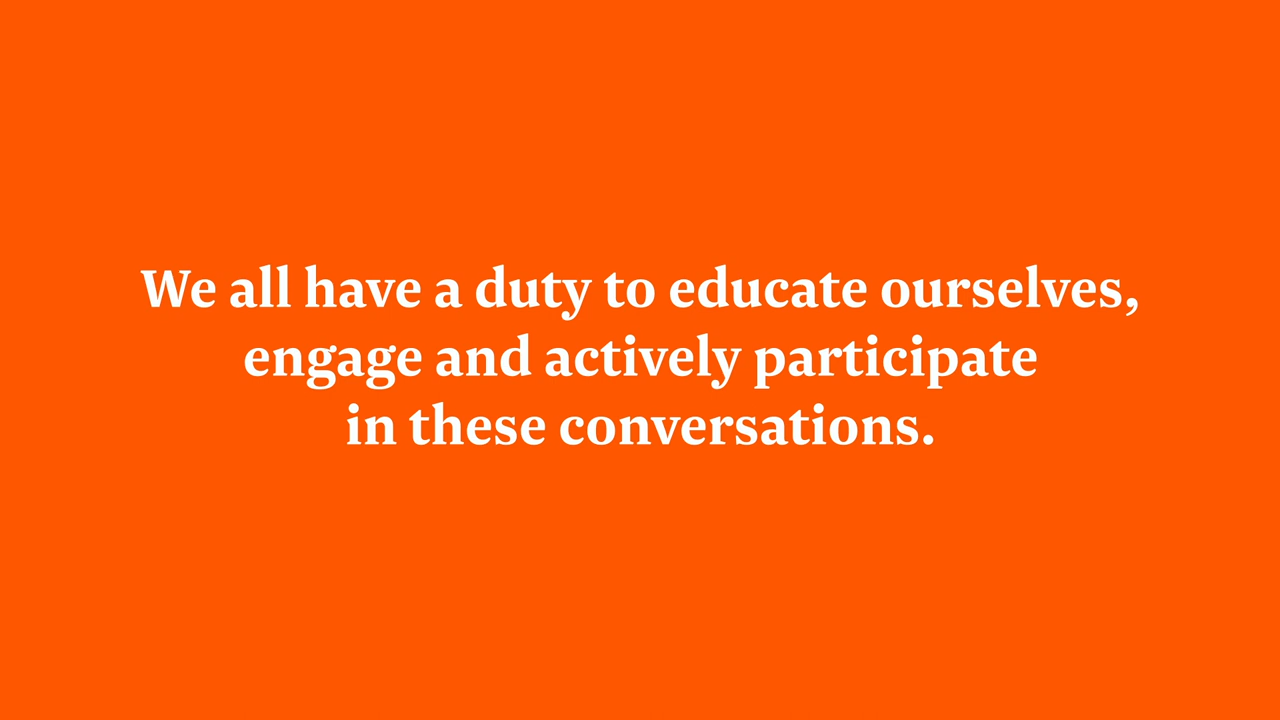 We all have a duty to educate ourselves,
engage and actively participate
in these conversations.